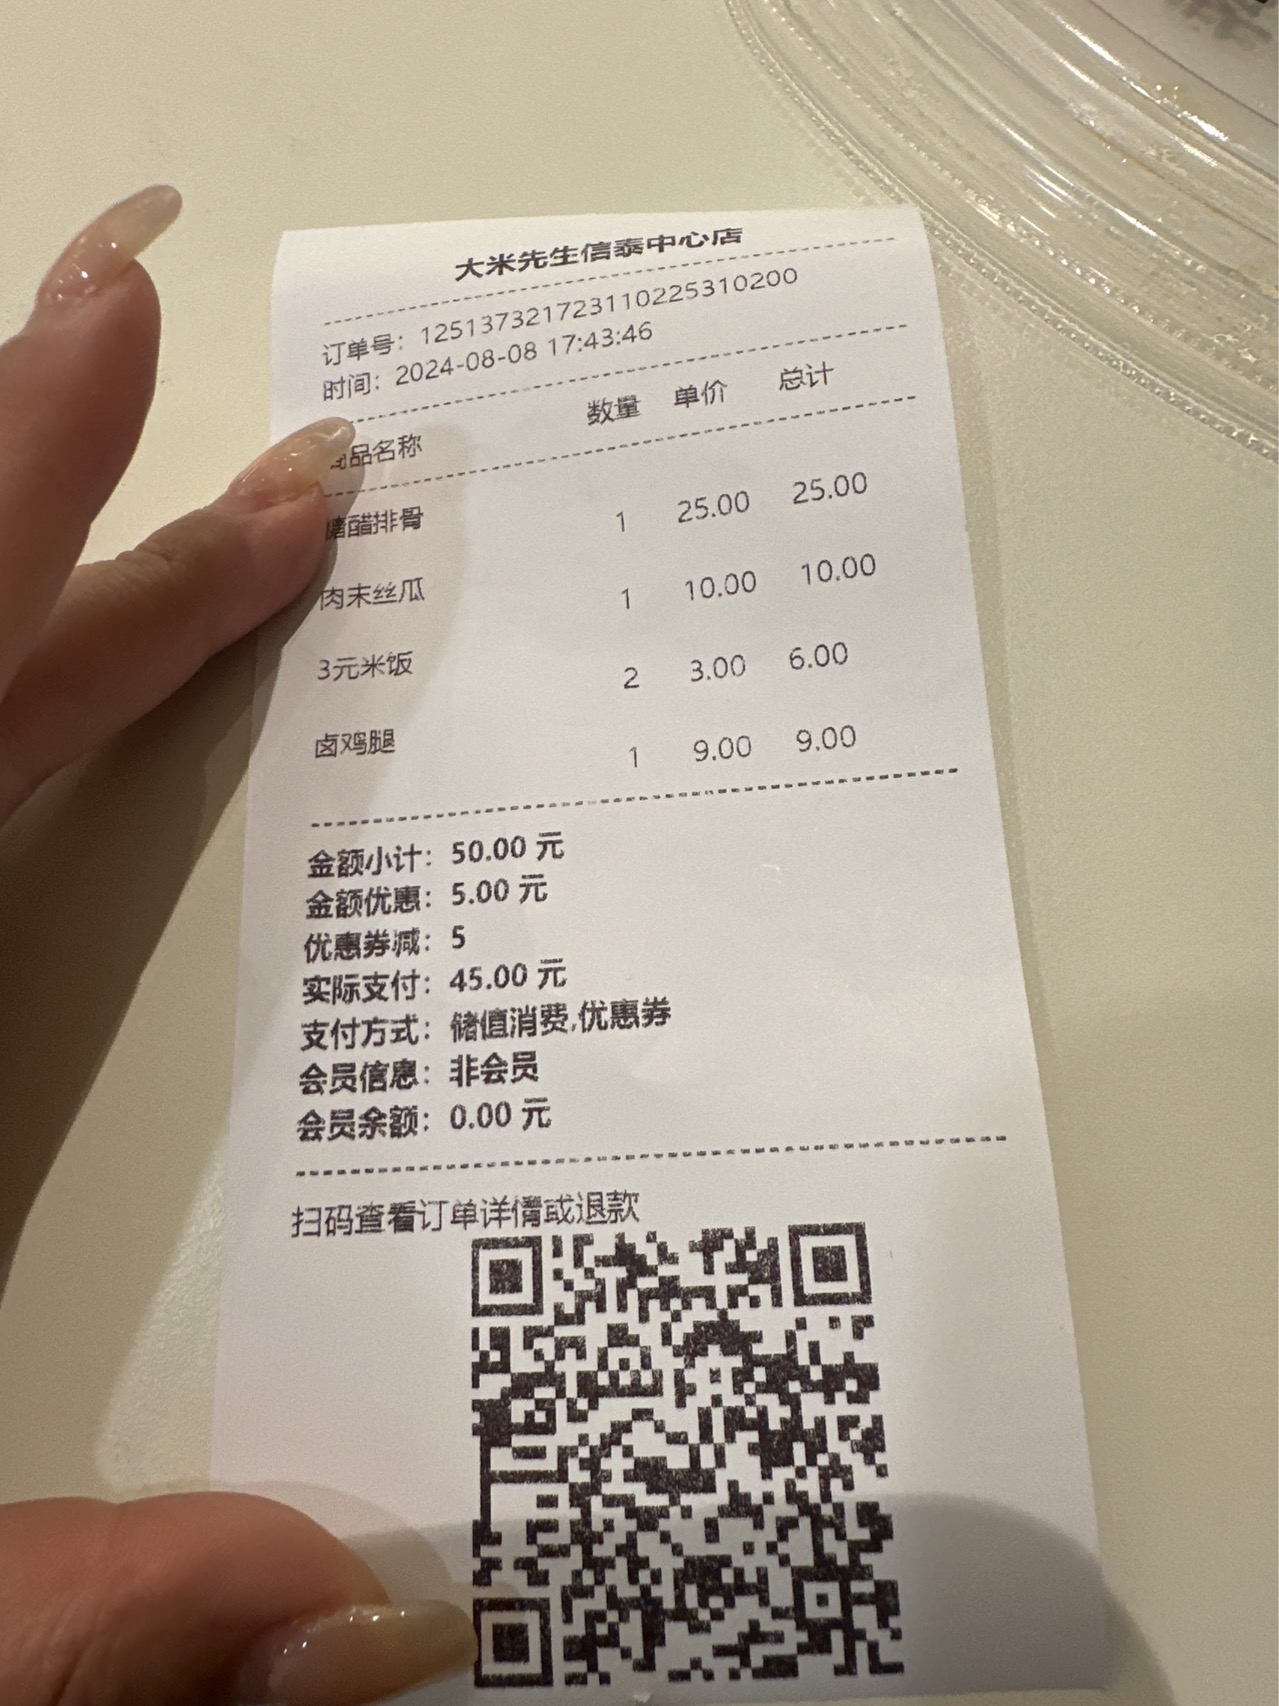 大米先生信泰中心店
订单号：125137321723110225310200
时间：2024-08-08 17:43:46
商品名称 数量 单价 总计
糖醋排骨 1 25.00 25.00
肉末丝瓜 1 10.00 10.00
3元米饭 2 3.00 6.00
卤鸡腿 1 9.00 9.00
金额小计：50.00 元
金额优惠：5.00 元
优惠券减：5
实际支付：45.00 元
支付方式：储值消费,优惠券
会员信息：非会员
会员余额：0.00 元
扫码查看订单详情或退款